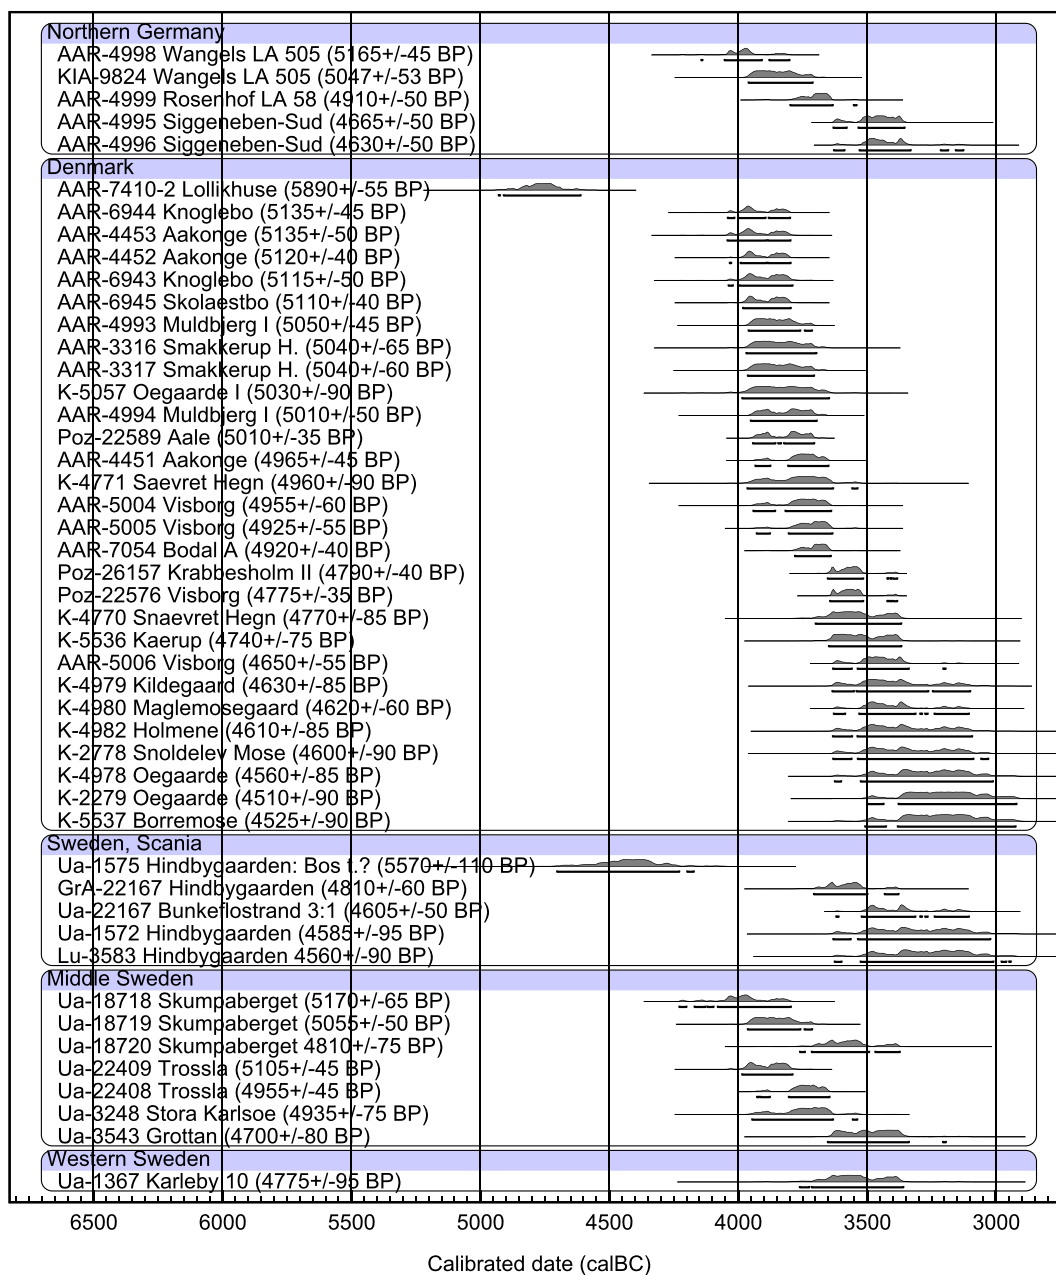 Northern Germany
AAR-4998 Wangels LA 505 (5165+/-45 BP)
KIA-9824 Wangels LA 505 (5047+/-53 BP)
AAR-4999 Rosenhof LA 58 (4910+/-50 BP)
AAR-4995 Siggeneben-Sud (4665+/-50 BP)
AAR-4996 Siggeneben-Sud (4630+/-50 BP)
Denmark
AAR-7410-2 Lollikhuse (5890+/-55 BP)
AAR-6944 Knoglebo (5135+/-45 BP)
AAR-4453 Aakonge (5135+/-50 BP)
AAR-4452 Aakonge (5120+/-40 BP)
AAR-6943 Knoglebo (5115+/-50 BP)
AAR-6945 Skolaestbo (5110+/-40 BP)
AAR-4993 Muldbjerg I (5050+/-45 BP)
AAR-3316 Smakkerup H. (5040+/-65 BP)
AAR-3317 Smakkerup H. (5040+/-60 BP)
K-5057 Oegaarde I (5030+/-90 BP)
AAR-4994 Muldbjerg I (5010+/-50 BP)
Poz-22589 Aale (5010+/-35 BP)
AAR-4451 Aakonge (4965+/-45 BP)
K-4771 Saevret Hegn (4960+/-90 BP)
AAR-5004 Visborg (4955+/-60 BP)
AAR-5005 Visborg (4925+/-55 BP)
AAR-7054 Bodal A (4920+/-40 BP)
Poz-26157 Krabbesholm II (4790+/-40 BP)
Poz-22576 Visborg (4775+/-35 BP)
K-4770 Snaevret Hegn (4770+/-85 BP)
K-5536 Kaerup (4740+/-75 BP)
AAR-5006 Visborg (4650+/-55 BP)
K-4979 Kildegaard (4630+/-85 BP)
K-4980 Maglemosegaard (4620+/-60 BP)
K-4982 Holmene (4610+/-85 BP)
K-2778 Snoldelev Mose (4600+/-90 BP)
K-4978 Oegaarde (4560+/-85 BP)
K-2279 Oegaarde (4510+/-90 BP)
K-5537 Borremose (4525+/-90 BP)
Sweden, Scania
Ua-1575 Hindbygaarden: Bos t.? (5570+/-110 BP)
GrA-22167 Hindbygaarden (4810+/-60 BP)
Ua-22167 Bunkeflostrand 3:1 (4605+/-50 BP)
Ua-1572 Hindbygaarden (4585+/-95 BP)
Lu-3583 Hindbygaarden 4560+/-90 BP)
Middle Sweden
Ua-18718 Skumpaberget (5170+/-65 BP)
Ua-18719 Skumpaberget (5055+/-50 BP)
Ua-18720 Skumpaberget 4810+/-75 BP)
Ua-22409 Trossla (5105+/-45 BP)
Ua-22408 Trossla (4955+/-45 BP)
Ua-3248 Stora Karlsoe (4935+/-75 BP)
Ua-3543 Grottan (4700+/-80 BP)
Western Sweden
Ua-1367 Karleby 10 (4775+/-95 BP)
6500 6000 5500 5000 4500 4000 3500 3000
Calibrated date (calBC)